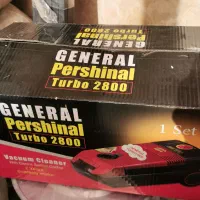 GENERAL
Pershinal
Turbo 2800
GENERAL
Pershinal
Turbo 2800
1 Set
Vacuum Cleaner